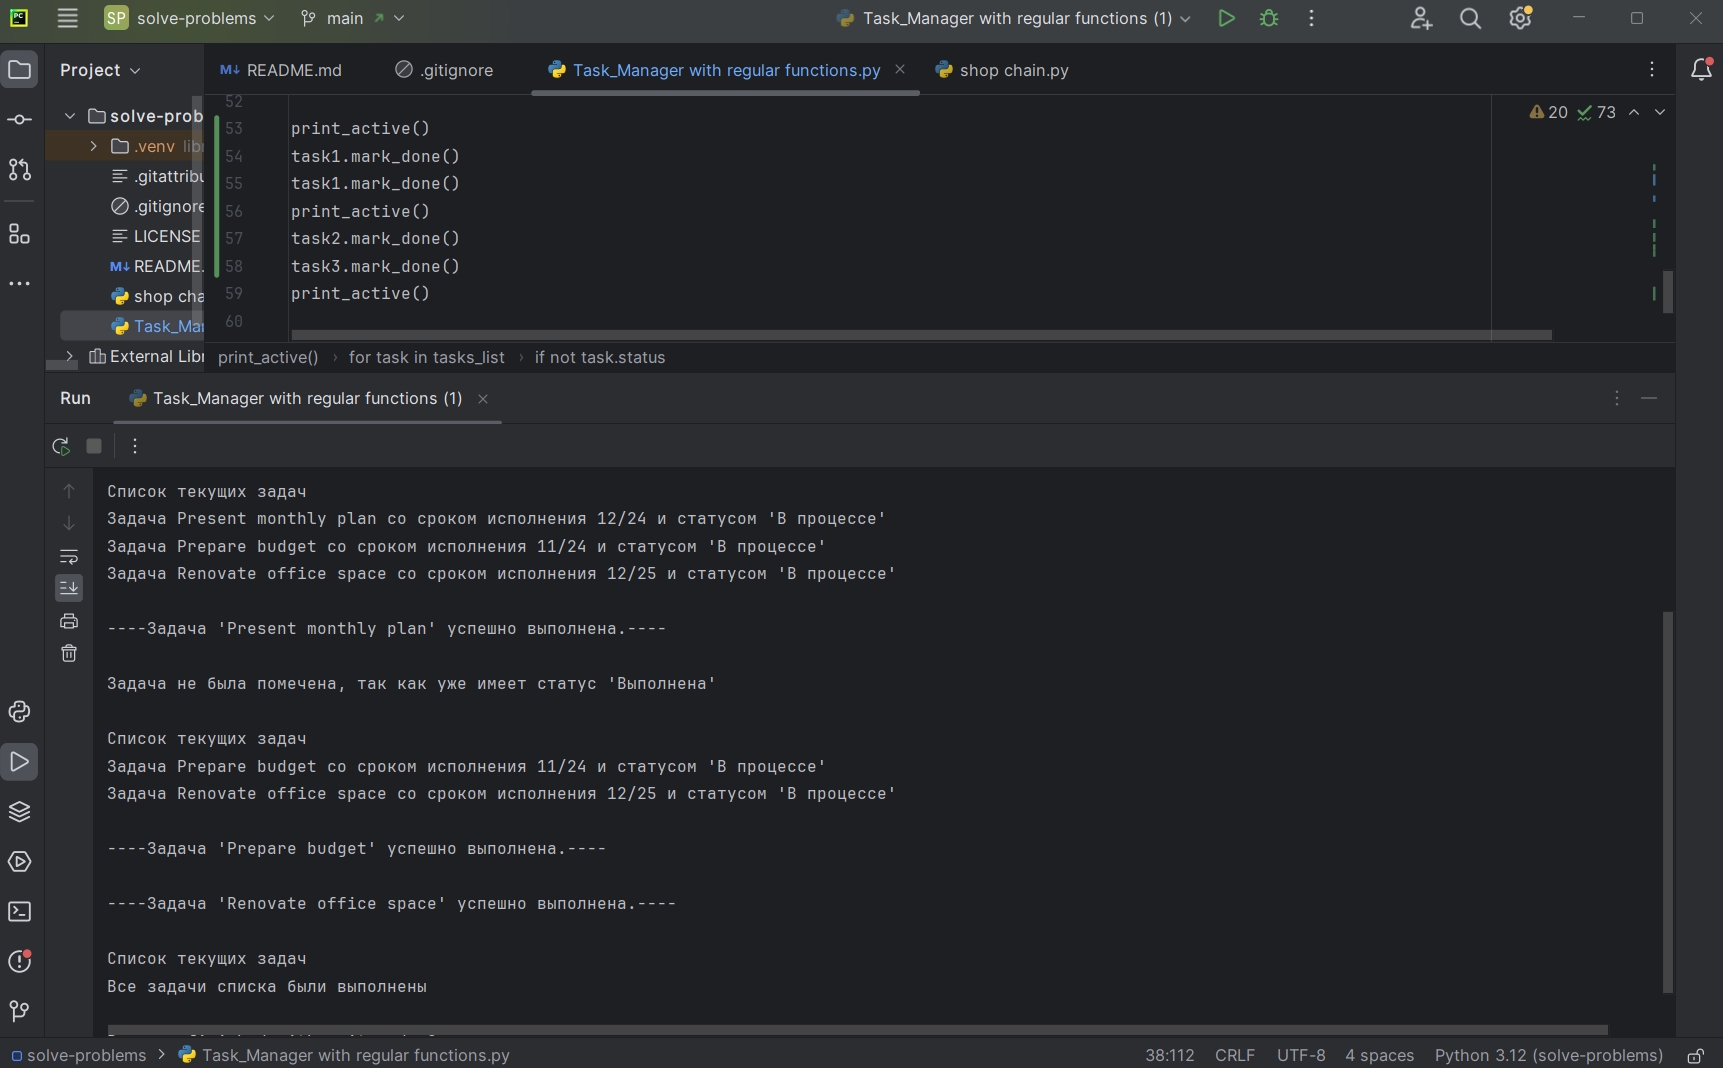 SP solve-problems main Task_Manager with regular functions (1)
Project README.md .gitignore Task_Manager with regular functions.py shop chain.py
solve-prob
.venv
.gitattribu
.gitignore
LICENSE
README.
shop cha
Task_Ma
External Libr
20 73
52
53 print_active()
54 task1.mark_done()
55 task1.mark_done()
56 print_active()
57 task2.mark_done()
58 task3.mark_done()
59 print_active()
60
print_active() for task in tasks_list if not task.status
Run Task_Manager with regular functions (1)
Список текущих задач
Задача Present monthly plan со сроком исполнения 12/24 и статусом 'В процессе'
Задача Prepare budget со сроком исполнения 11/24 и статусом 'В процессе'
Задача Renovate office space со сроком исполнения 12/25 и статусом 'В процессе'
----Задача 'Present monthly plan' успешно выполнена.----
Задача не была помечена, так как уже имеет статус 'Выполнена'
Список текущих задач
Задача Prepare budget со сроком исполнения 11/24 и статусом 'В процессе'
Задача Renovate office space со сроком исполнения 12/25 и статусом 'В процессе'
----Задача 'Prepare budget' успешно выполнена.----
----Задача 'Renovate office space' успешно выполнена.----
Список текущих задач
Все задачи списка были выполнены
solve-problems Task_Manager with regular functions.py 38:112 CRLF UTF-8 4 spaces Python 3.12 (solve-problems)